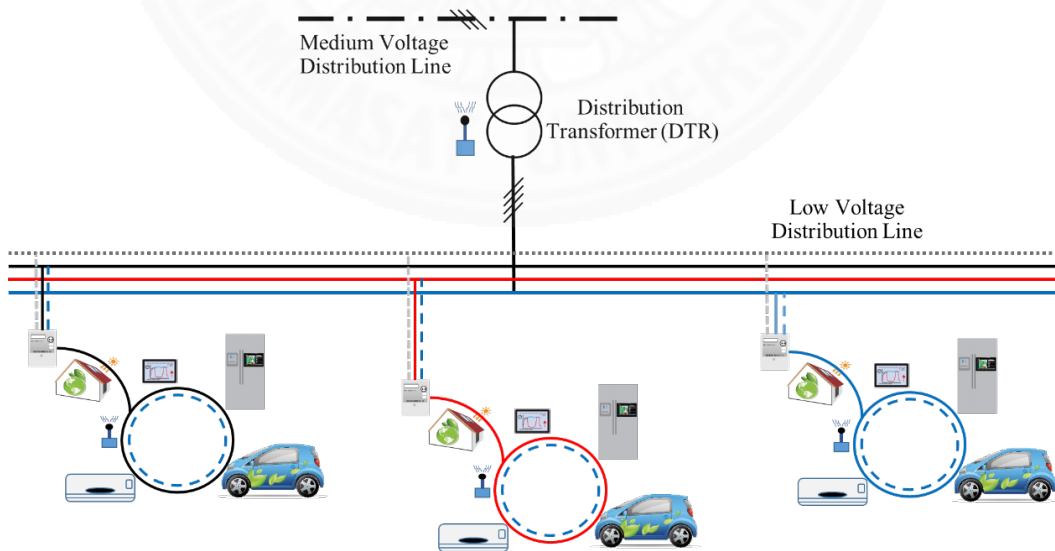 Medium Voltage
Distribution Line
Distribution
Transformer (DTR)
Low Voltage
Distribution Line